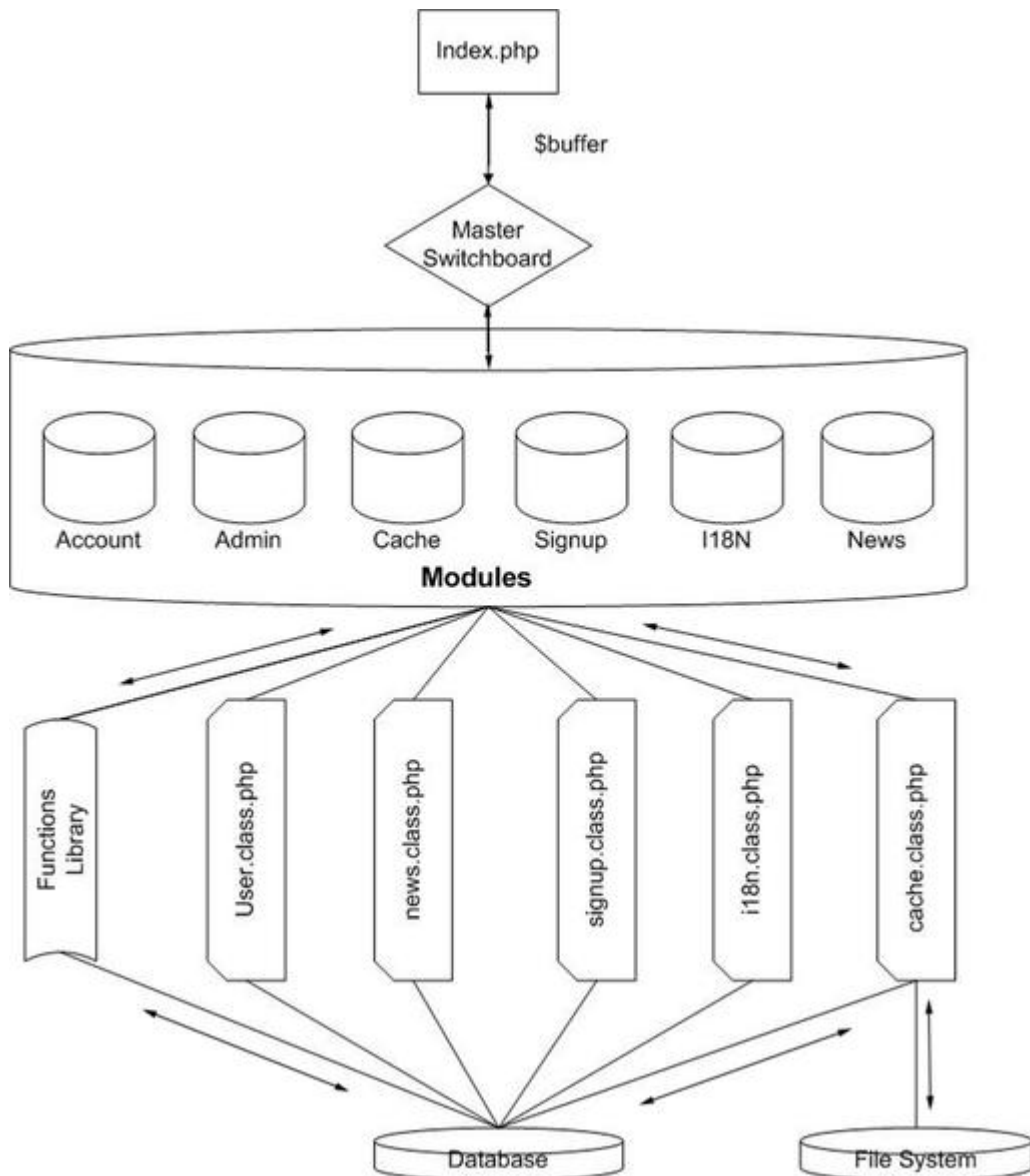 Index.php
$buffer
Master
Switchboard
Account
Admin
Cache
Signup
I18N
News
Modules
Functions
Library
User.class.php
news.class.php
signup.class.php
i18n.class.php
cache.class.php
Database
File System